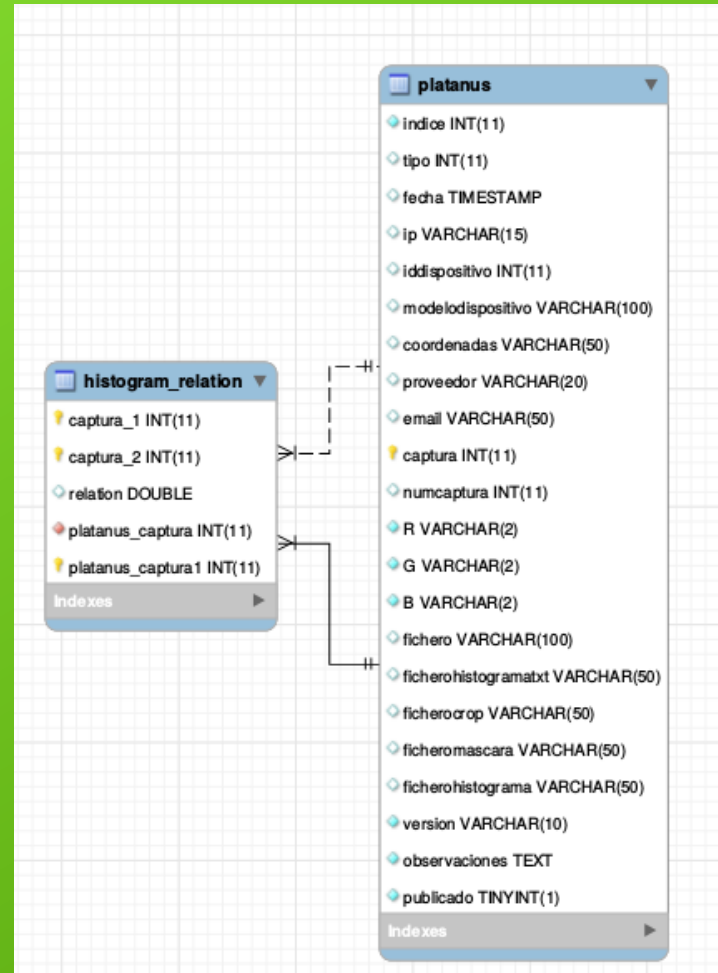 platanus
indice INT(11)
tipo INT(11)
fecha TIMESTAMP
ip VARCHAR(15)
iddispositivo INT(11)
modelodispositivo VARCHAR(100)
coordenadas VARCHAR(50)
proveedor VARCHAR(20)
email VARCHAR(50)
captura INT(11)
numcaptura INT(11)
R VARCHAR(2)
G VARCHAR(2)
B VARCHAR(2)
fichero VARCHAR(100)
ficherohistogramatxt VARCHAR(50)
ficherocrop VARCHAR(50)
ficheromascara VARCHAR(50)
ficherohistograma VARCHAR(50)
version VARCHAR(10)
observaciones TEXT
publicado TINYINT(1)
Indexes
histogram_relation
captura_1 INT(11)
captura_2 INT(11)
relation DOUBLE
platanus_captura INT(11)
platanus_captura1 INT(11)
Indexes